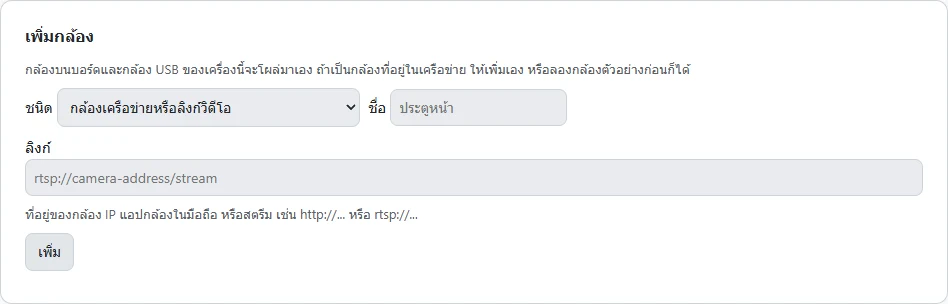 เพิ่มกล้อง
กล้องบนบอร์ดและกล้อง USB ของเครื่องนี้จะโผล่มาเอง ถ้าเป็นกล้องที่อยู่ในเครือข่าย ให้เพิ่มเอง หรือลองกล้องตัวอย่างก่อนก็ได้
ชนิด กล้องเครือข่ายหรือลิงก์วิดีโอ ชื่อ ประตูหน้า
ลิงก์
rtsp://camera-address/stream
ที่อยู่ของกล้อง IP แอปกล้องในมือถือ หรือสตรีม เช่น http://... หรือ rtsp://...
เพิ่ม